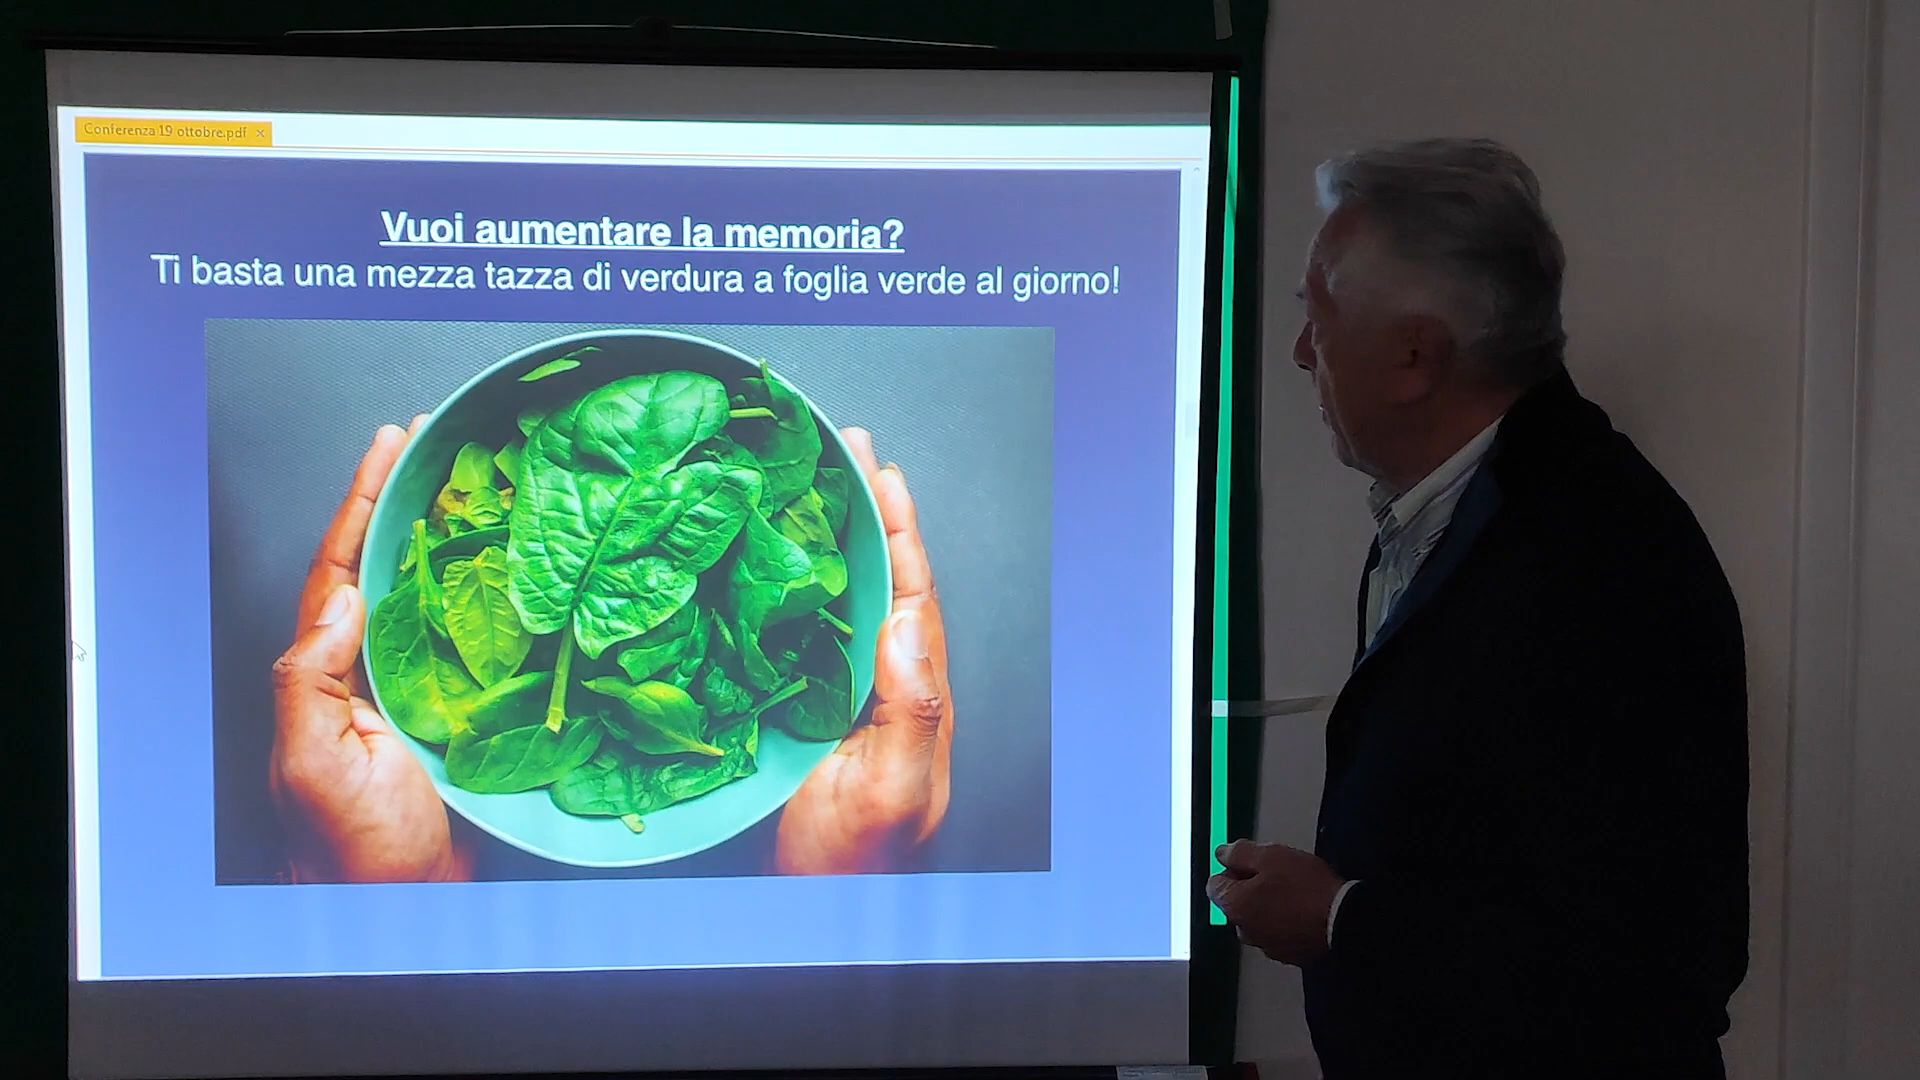 Conferenza 19 ottobre.pdf ×
Vuoi aumentare la memoria?
Ti basta una mezza tazza di verdura a foglia verde al giorno!